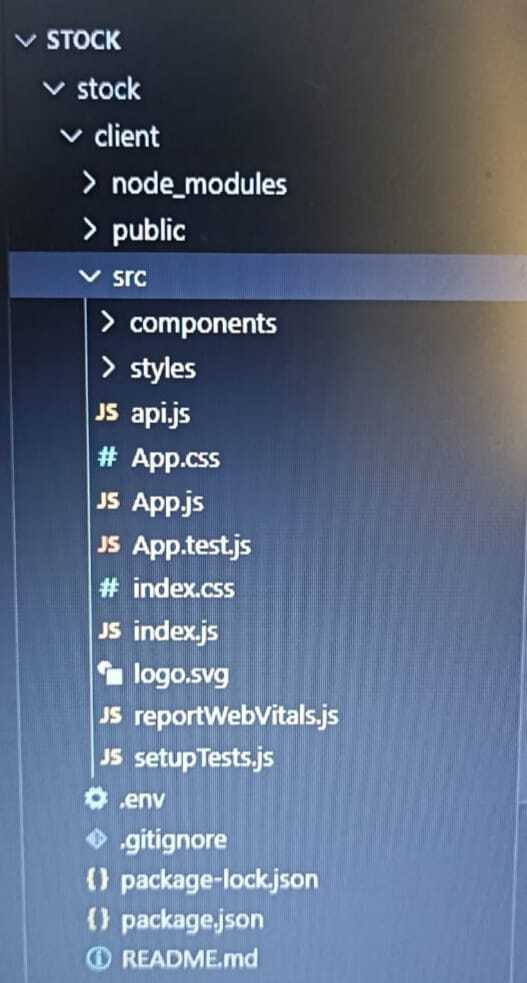 STOCK
stock
client
node_modules
public
src
components
styles
JS api.js
# App.css
JS App.js
JS App.test.js
# index.css
JS index.js
logo.svg
JS reportWebVitals.js
JS setupTests.js
.env
.gitignore
{} package-lock.json
{} package.json
README.md